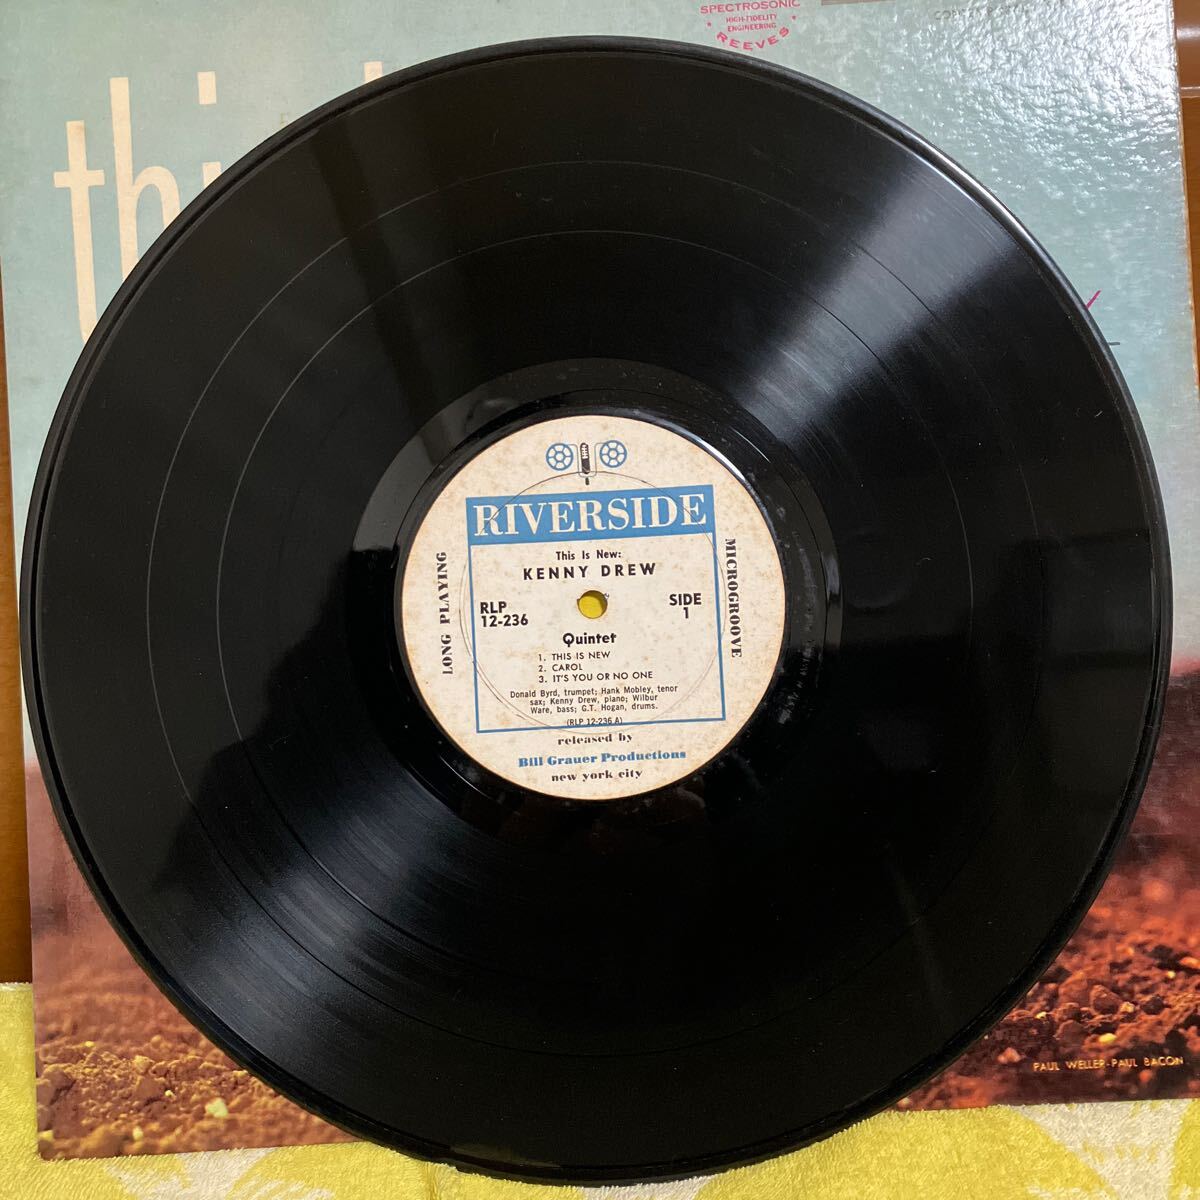 SPECTROSONIC
HIGH-FIDELITY
ENGINEERING
REEVES
thi
RIVERSIDE
This Is New:
KENNY DREW
LONG PLAYING
MICROGROOVE
RLP
12-236
SIDE
1
Quintet
1. THIS IS NEW
2. CAROL
3. IT'S YOU OR NO ONE
Donald Byrd, trumpet; Hank Mobley, tenor
sax; Kenny Drew, piano; Wilbur
Ware, bass; G.T. Hogan, drums.
(RLP 12-236 A)
released by
Bill Grauer Productions
new york city
PAUL WELLER-PAUL BACON